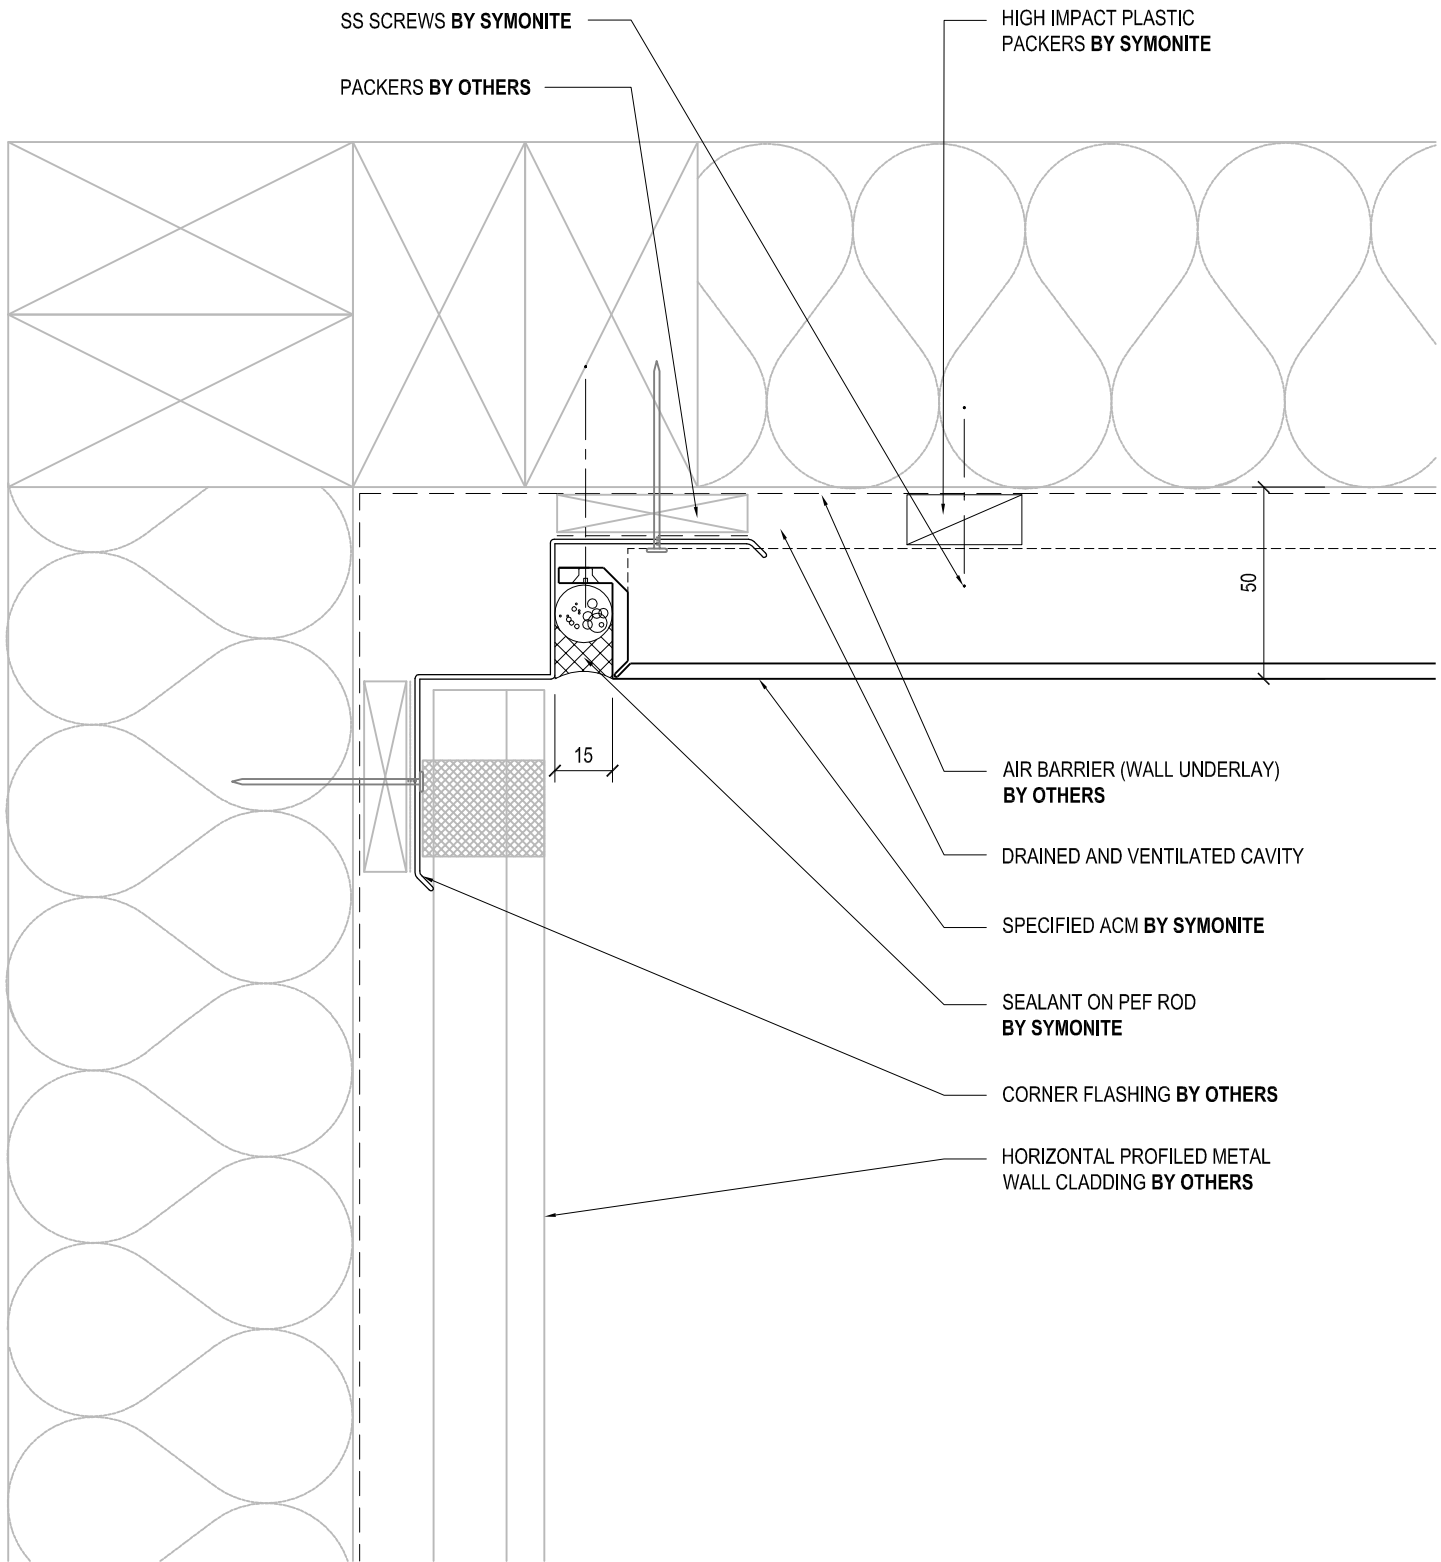 SS SCREWS BY SYMONITE
HIGH IMPACT PLASTIC
PACKERS BY SYMONITE
PACKERS BY OTHERS
50
15
AIR BARRIER (WALL UNDERLAY)
BY OTHERS
DRAINED AND VENTILATED CAVITY
SPECIFIED ACM BY SYMONITE
SEALANT ON PEF ROD
BY SYMONITE
CORNER FLASHING BY OTHERS
HORIZONTAL PROFILED METAL
WALL CLADDING BY OTHERS